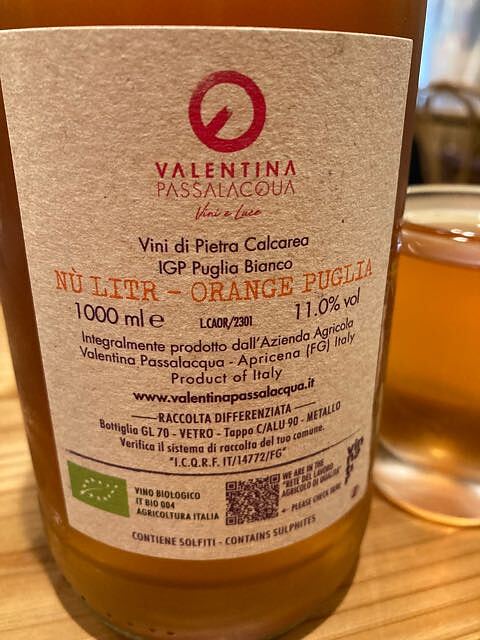 VALENTINA
PASSALACQUA
Vini e Luce
Vini di Pietra Calcarea
IGP Puglia Bianco
NÙ LITR - ORANGE PUGLIA
1000 ml e L.CAOR/2301 11.0% vol
Integralmente prodotto dall'Azienda Agricola
Valentina Passalacqua - Apricena (FG) Italy
Product of Italy
www.valentinapassalacqua.it
RACCOLTA DIFFERENZIATA
Bottiglia GL 70 - VETRO - Tappo C/ALU 90 - METALLO
Verifica il sistema di raccolta del tuo comune.
"I.C.Q.R.F. IT/14772/FG"
VINO BIOLOGICO
IT BIO 004
AGRICOLTURA ITALIA
WE ARE IN THE
"RETE DEL LAVORO
AGRICOLO DI QUALITÀ"
← PLEASE CHECK HERE
CONTIENE SOLFITI - CONTAINS SULPHITES